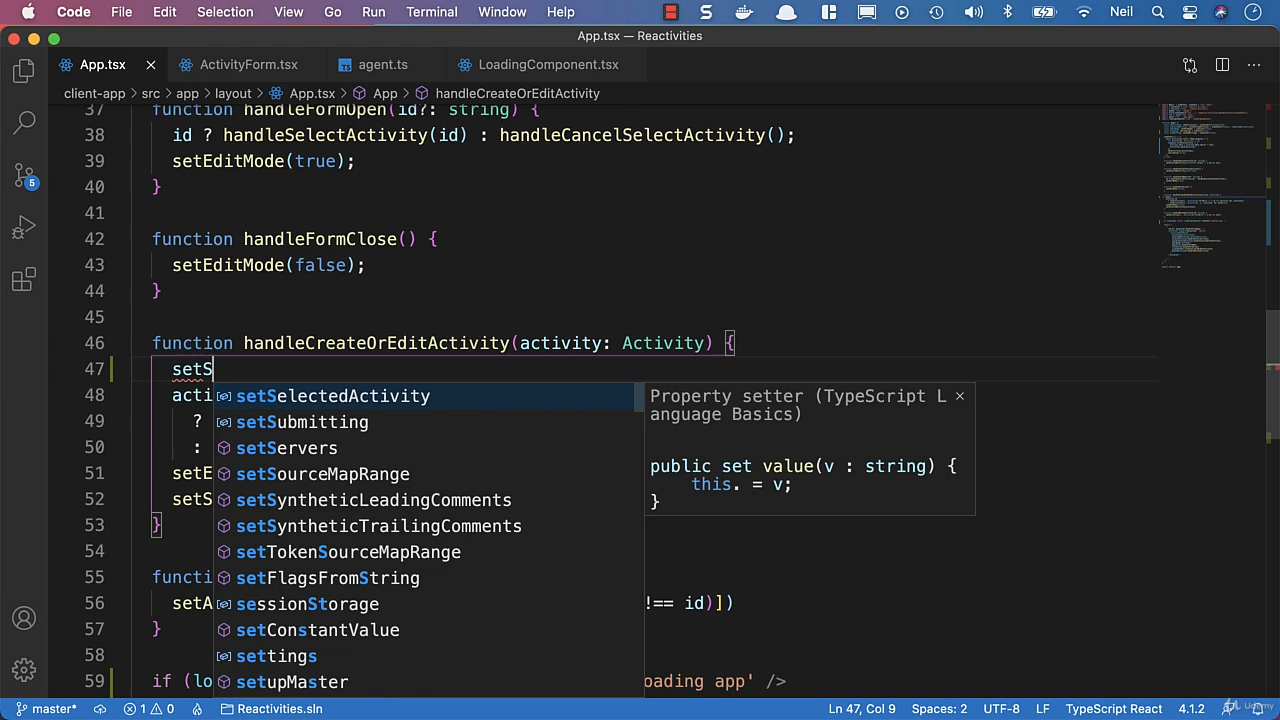 Code File Edit Selection View Go Run Terminal Window Help Neil
App.tsx — Reactivities
App.tsx ActivityForm.tsx TS agent.ts LoadingComponent.tsx
client-app › src › app › layout › App.tsx › App › handleCreateOrEditActivity
37 function handleFormOpen(id?: string) {
38 id ? handleSelectActivity(id) : handleCancelSelectActivity();
39 setEditMode(true);
40 }
41
42 function handleFormClose() {
43 setEditMode(false);
44 }
45
46 function handleCreateOrEditActivity(activity: Activity) {
47 setS
48 acti
49 ?
50 :
51 setE
52 setS
53 }
54
55 functi
56 setA !== id)])
57 }
58
59 if (lo oading app' />
setSelectedActivity
setSubmitting
setServers
setSourceMapRange
setSyntheticLeadingComments
setSyntheticTrailingComments
setTokenSourceMapRange
setFlagsFromString
sessionStorage
setConstantValue
settings
setupMaster
Property setter (TypeScript L
anguage Basics)
public set value(v : string) {
this. = v;
}
5
master* 1 0 Reactivities.sln Ln 47, Col 9 Spaces: 2 UTF-8 LF TypeScript React 4.1.2
Udemy